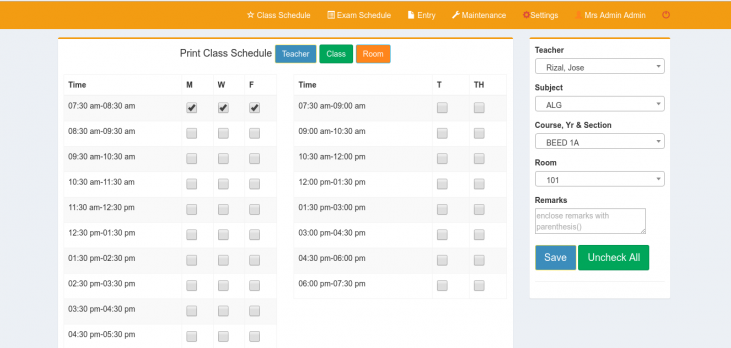 Class Schedule Exam Schedule Entry Maintenance Settings Mrs Admin Admin
Print Class Schedule Teacher Class Room
Time M W F
07:30 am-08:30 am
08:30 am-09:30 am
09:30 am-10:30 am
10:30 am-11:30 am
11:30 am-12:30 pm
12:30 pm-01:30 pm
01:30 pm-02:30 pm
02:30 pm-03:30 pm
03:30 pm-04:30 pm
04:30 pm-05:30 pm
Time T TH
07:30 am-09:00 am
09:00 am-10:30 am
10:30 am-12:00 pm
12:00 pm-01:30 pm
01:30 pm-03:00 pm
03:00 pm-04:30 pm
04:30 pm-06:00 pm
06:00 pm-07:30 pm
Teacher
Rizal, Jose
Subject
ALG
Course, Yr & Section
BEED 1A
Room
101
Remarks
enclose remarks with
parenthesis()
Save Uncheck All